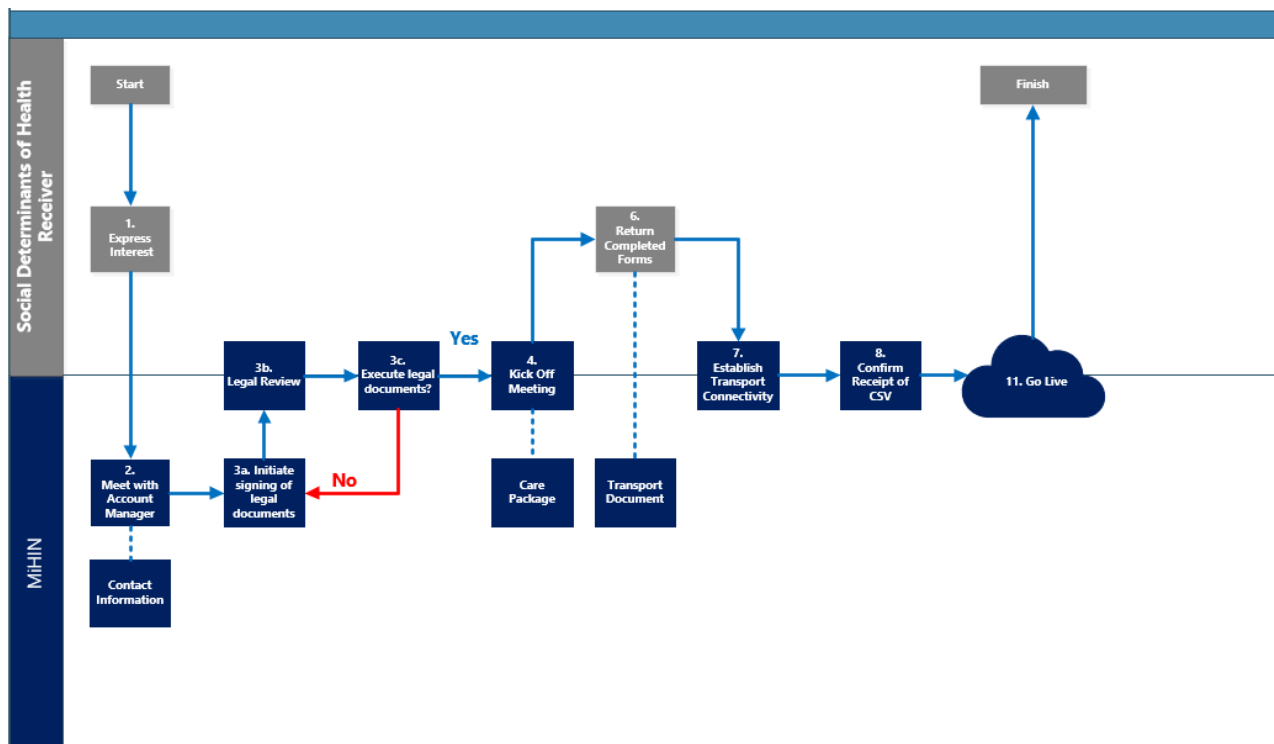 Social Determinants of Health
Receiver
MiHIN
Start
Finish
1.
Express
Interest
6.
Return
Completed
Forms
3b.
Legal Review
3c.
Execute legal
documents?
Yes
4.
Kick Off
Meeting
7.
Establish
Transport
Connectivity
8.
Confirm
Receipt of
CSV
11. Go Live
2.
Meet with
Account
Manager
3a. Initiate
signing of
legal
documents
No
Care
Package
Transport
Document
Contact
Information